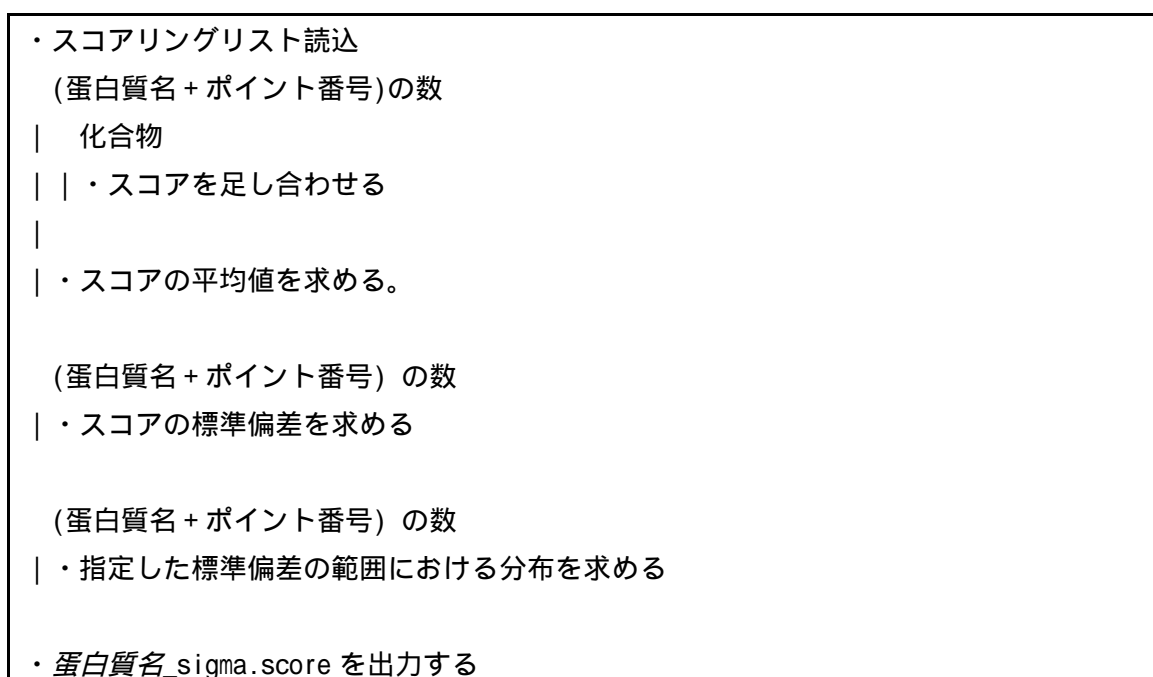 ・スコアリングリスト読込
(蛋白質名+ポイント番号)の数
| 化合物
||・スコアを足し合わせる
|
|・スコアの平均値を求める。
(蛋白質名+ポイント番号) の数
|・スコアの標準偏差を求める
(蛋白質名+ポイント番号) の数
|・指定した標準偏差の範囲における分布を求める
・蛋白質名_sigma.score を出力する